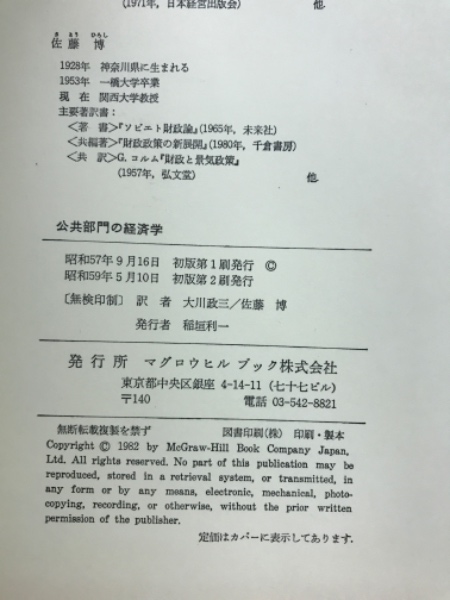 (1971年, 日本経営出版会) 他.
さ とう ひろし
佐 藤 博
1928年 神奈川県に生まれる
1953年 一橋大学卒業
現 在 関西大学教授
主要著訳書：
<著 書>『ソビエト財政論』(1965年, 未来社)
<共編著>『財政政策の新展開』(1980年, 千倉書房)
<共 訳>G. コルム『財政と景気政策』
(1957年, 弘文堂) 他.
公共部門の経済学
昭和57年9月16日 初版第1刷発行 ©
昭和59年5月10日 初版第2刷発行
〔無検印制〕 訳 者 大川政三/佐藤 博
発行者 稲垣利一
発行所 マグロウヒル ブック株式会社
東京都中央区銀座 4-14-11 (七十七ビル)
〒140 電話 03-542-8821
無断転載複製を禁ず 図書印刷(株) 印刷・製本
Copyright © 1982 by McGraw-Hill Book Company Japan,
Ltd. All rights reserved. No part of this publication may be
reproduced, stored in a retrieval system, or transmitted, in
any form or by any means, electronic, mechanical, photo-
copying, recording, or otherwise, without the prior written
permission of the publisher.
定価はカバーに表示してあります.